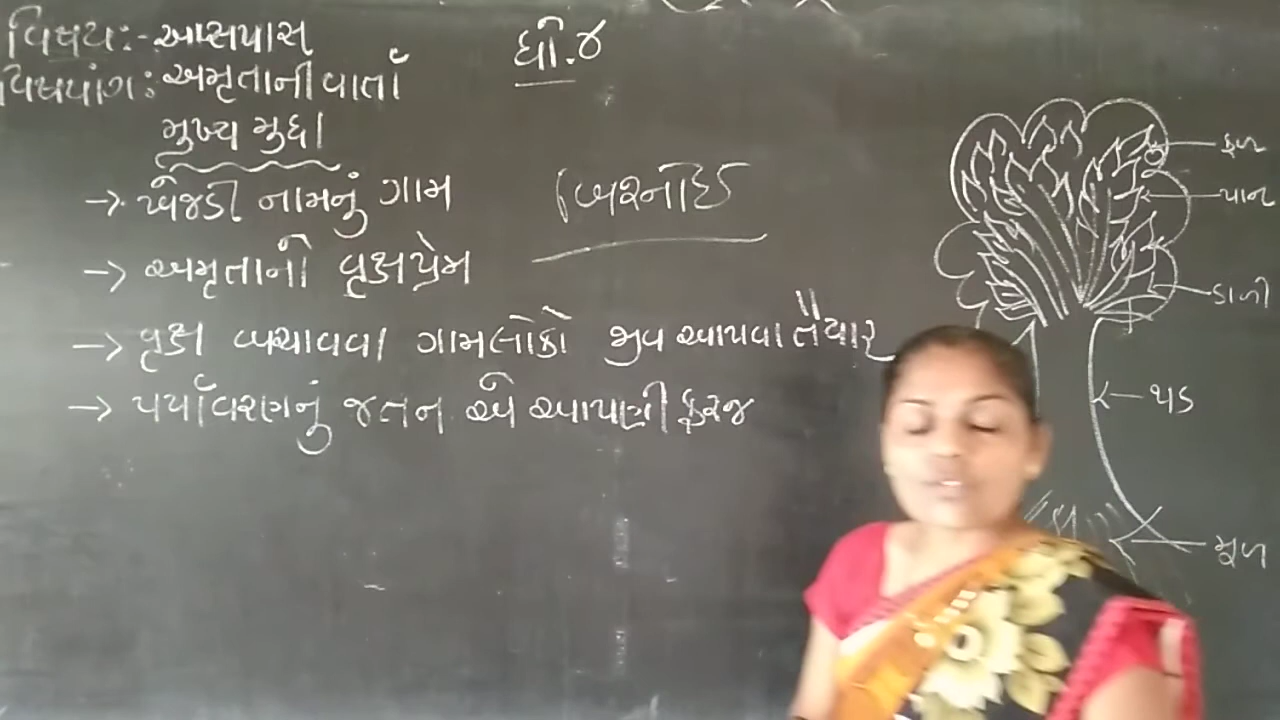 વિષય:- આસપાસ
ધો.૪
વિષયાંગ: અમૃતાની વાર્તા
મુખ્ય મુદ્દા
→ ખેજડી નામનું ગામ
બિશ્નોઈ
→ અમૃતાનો વૃક્ષપ્રેમ
→ વૃક્ષ બચાવવા ગામલોકો જીવ આપવા તૈયાર
→ પર્યાવરણનું જતન એ આપણી ફરજ
ફળ
પાન
ડાળી
થડ
મૂળ